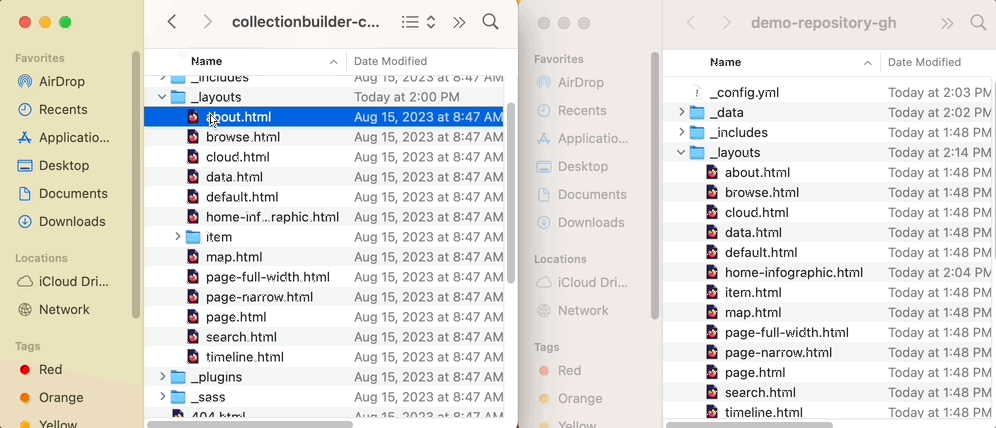 collectionbuilder-c...
Favorites
AirDrop
Recents
Applicatio...
Desktop
Documents
Downloads
Locations
iCloud Dri...
Network
Tags
Red
Orange
Yellow
Name Date Modified
_includes Aug 15, 2023 at 8:47 AM
_layouts Today at 2:00 PM
about.html Aug 15, 2023 at 8:47 AM
browse.html Aug 15, 2023 at 8:47 AM
cloud.html Aug 15, 2023 at 8:47 AM
data.html Aug 15, 2023 at 8:47 AM
default.html Aug 15, 2023 at 8:47 AM
home-inf...raphic.html Aug 15, 2023 at 8:47 AM
item Aug 15, 2023 at 8:47 AM
map.html Aug 15, 2023 at 8:47 AM
page-full-width.html Aug 15, 2023 at 8:47 AM
page-narrow.html Aug 15, 2023 at 8:47 AM
page.html Aug 15, 2023 at 8:47 AM
search.html Aug 15, 2023 at 8:47 AM
timeline.html Aug 15, 2023 at 8:47 AM
_plugins Aug 15, 2023 at 8:47 AM
_sass Aug 15, 2023 at 8:47 AM
404.html Aug 15, 2023 at 8:47 AM
demo-repository-gh
Favorites
AirDrop
Recents
Applicatio...
Desktop
Documents
Downloads
Locations
iCloud Dri...
Network
Tags
Red
Orange
Yellow
Name Date Modified
_config.yml Today at 2:03 PM
_data Today at 2:02 PM
_includes Today at 1:48 PM
_layouts Today at 2:14 PM
about.html Today at 1:48 PM
browse.html Today at 1:48 PM
cloud.html Today at 1:48 PM
data.html Today at 1:48 PM
default.html Today at 1:48 PM
home-infographic.html Today at 2:04 PM
item.html Today at 1:48 PM
map.html Today at 1:48 PM
page-full-width.html Today at 1:48 PM
page-narrow.html Today at 1:48 PM
page.html Today at 1:48 PM
search.html Today at 1:48 PM
timeline.html Today at 1:48 PM